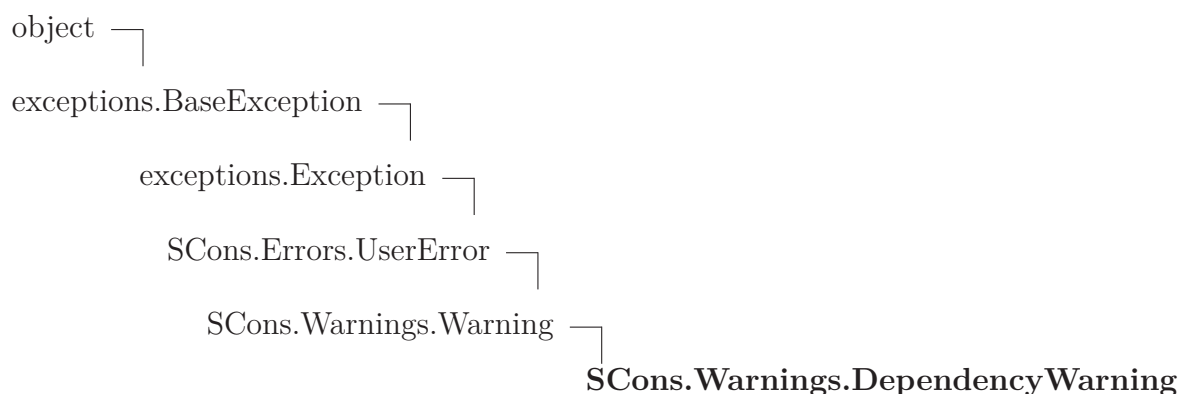 object
exceptions.BaseException
exceptions.Exception
SCons.Errors.UserError
SCons.Warnings.Warning
SCons.Warnings.DependencyWarning